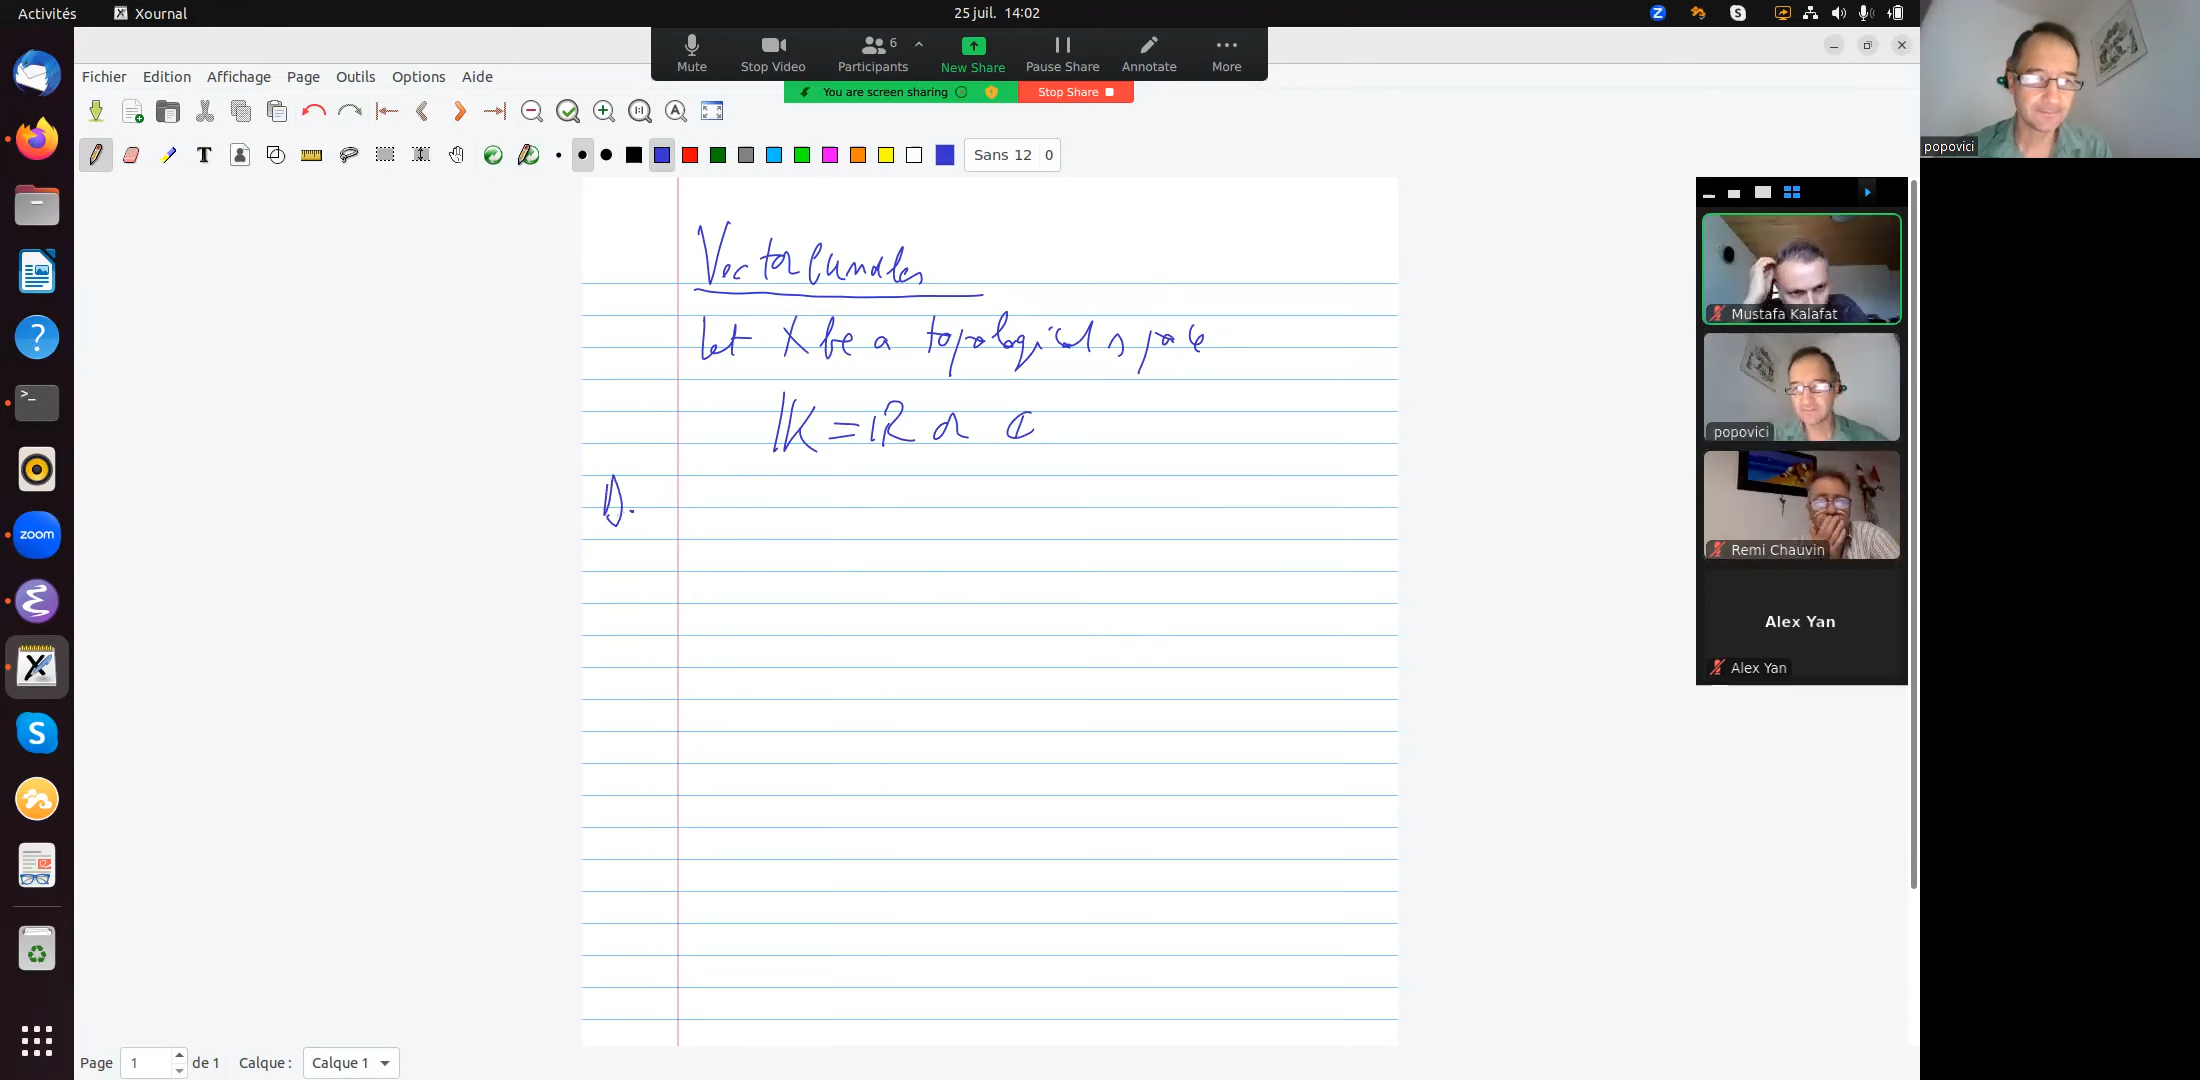 Activités Xournal 25 juil. 14:02
Mute Stop Video Participants 6 New Share Pause Share Annotate More
You are screen sharing Stop Share
Fichier Edition Affichage Page Outils Options Aide
Sans 12 0
popovici
Vector bundles
Let X be a topological space
𝕂 = ℝ or ℂ
D.
Mustafa Kalafat
popovici
Remi Chauvin
Alex Yan
Alex Yan
zoom
Page 1 de 1 Calque : Calque 1